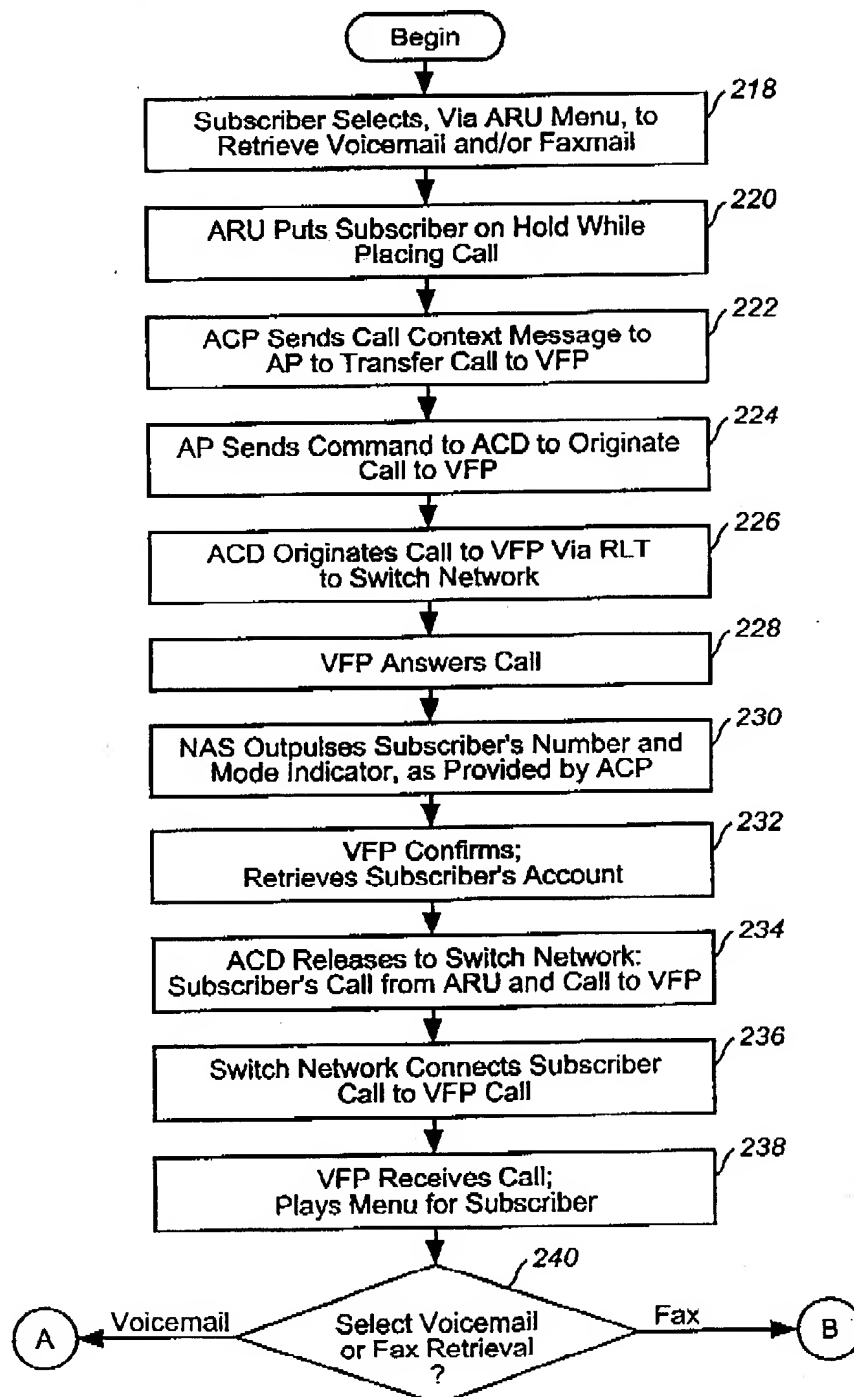 Begin
218
Subscriber Selects, Via ARU Menu, to
Retrieve Voicemail and/or Faxmail
220
ARU Puts Subscriber on Hold While
Placing Call
222
ACP Sends Call Context Message to
AP to Transfer Call to VFP
224
AP Sends Command to ACD to Originate
Call to VFP
226
ACD Originates Call to VFP Via RLT
to Switch Network
228
VFP Answers Call
230
NAS Outpulses Subscriber's Number and
Mode Indicator, as Provided by ACP
232
VFP Confirms;
Retrieves Subscriber's Account
234
ACD Releases to Switch Network:
Subscriber's Call from ARU and Call to VFP
236
Switch Network Connects Subscriber
Call to VFP Call
238
VFP Receives Call;
Plays Menu for Subscriber
240
A
Voicemail
Select Voicemail
or Fax Retrieval
?
Fax
B